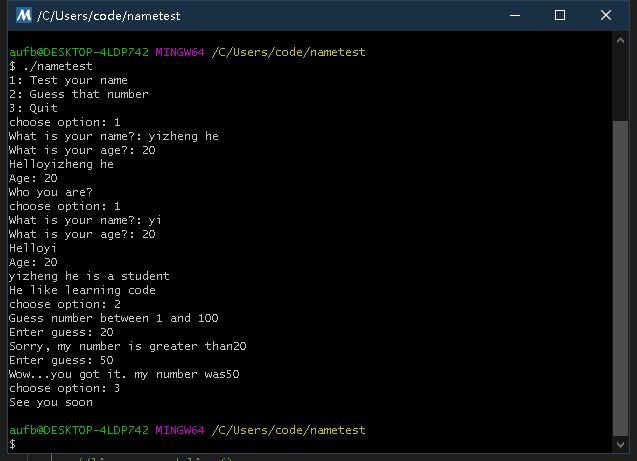 /C/Users/code/nametest
aufb@DESKTOP-4LDP742 MINGW64 /C/Users/code/nametest
$ ./nametest
1: Test your name
2: Guess that number
3: Quit
choose option: 1
What is your name?: yizheng he
What is your age?: 20
Helloyizheng he
Age: 20
Who you are?
choose option: 1
What is your name?: yi
What is your age?: 20
Helloyi
Age: 20
yizheng he is a student
He like learning code
choose option: 2
Guess number between 1 and 100
Enter guess: 20
Sorry, my number is greater than20
Enter guess: 50
Wow...you got it. my number was50
choose option: 3
See you soon
aufb@DESKTOP-4LDP742 MINGW64 /C/Users/code/nametest
$